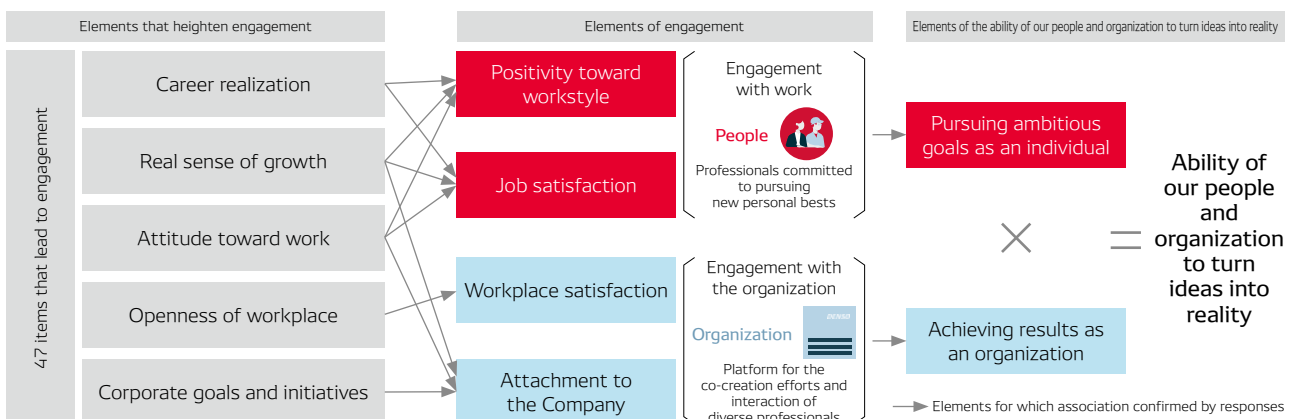 Elements that heighten engagement
Elements of engagement
Elements of the ability of our people and organization to turn ideas into reality
47 items that lead to engagement
Career realization
Real sense of growth
Attitude toward work
Openness of workplace
Corporate goals and initiatives
Positivity toward
workstyle
Job satisfaction
Workplace satisfaction
Attachment to
the Company
Engagement
with work
People
Professionals committed
to pursuing
new personal bests
Engagement with
the organization
DENSO
Organization
Platform for the
co-creation efforts and
interaction of
diverse professionals
Pursuing ambitious
goals as an individual
×
Achieving results as
an organization
=
Ability of
our people
and
organization
to turn
ideas into
reality
Elements for which association confirmed by responses